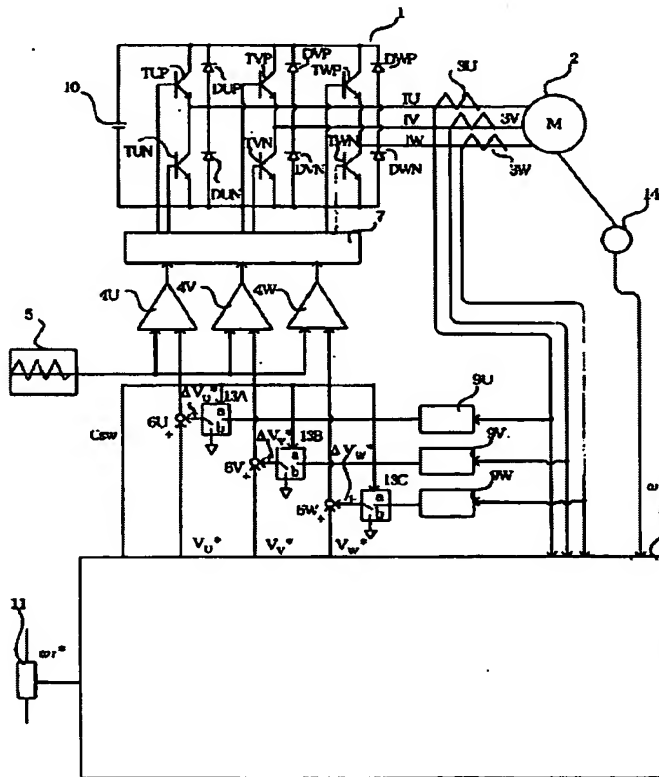 1
TUP
DUP
DVP
TVP
TWP
DWP
3U
2
10
IU
IV
3V
M
TUN
IW
TVN
TWN
3W
DUN
DVN
DWN
14
7
4U
4V
4W
5
ΔVU*
13A
9U
a
b
6U
+
Csw
ΔVV*
13B
9V
a
b
6V
+
ΔVW*
13C
9W
a
b
6W
+
VU*
VV*
VW*
11
ωr*